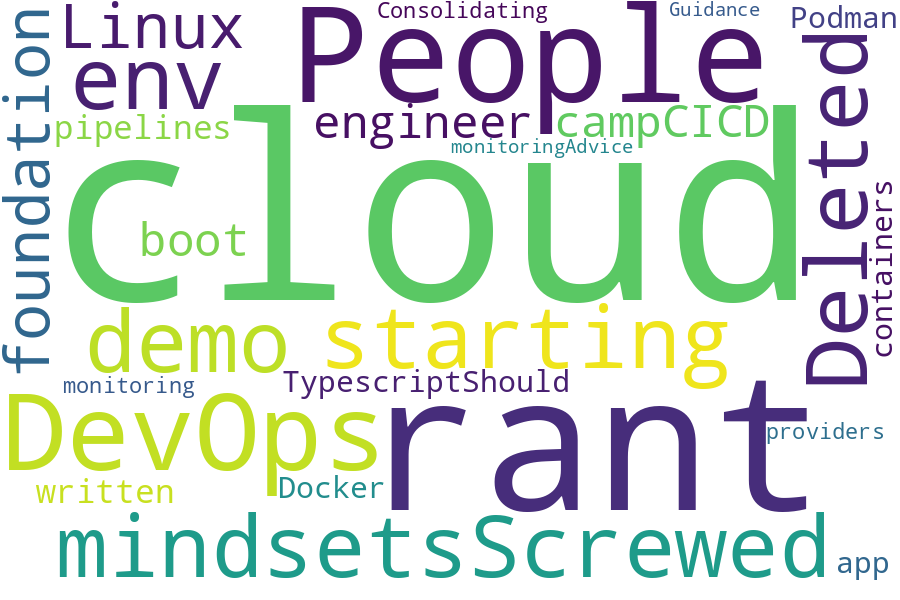 Linux
People
Consolidating
Guidance
Podman
foundation
env
engineer
campCICD
Deleted
pipelines
monitoringAdvice
cloud
boot
containers
demo
starting
monitoring
TypescriptShould
DevOps
rant
providers
written
Docker
mindsetsScrewed
app